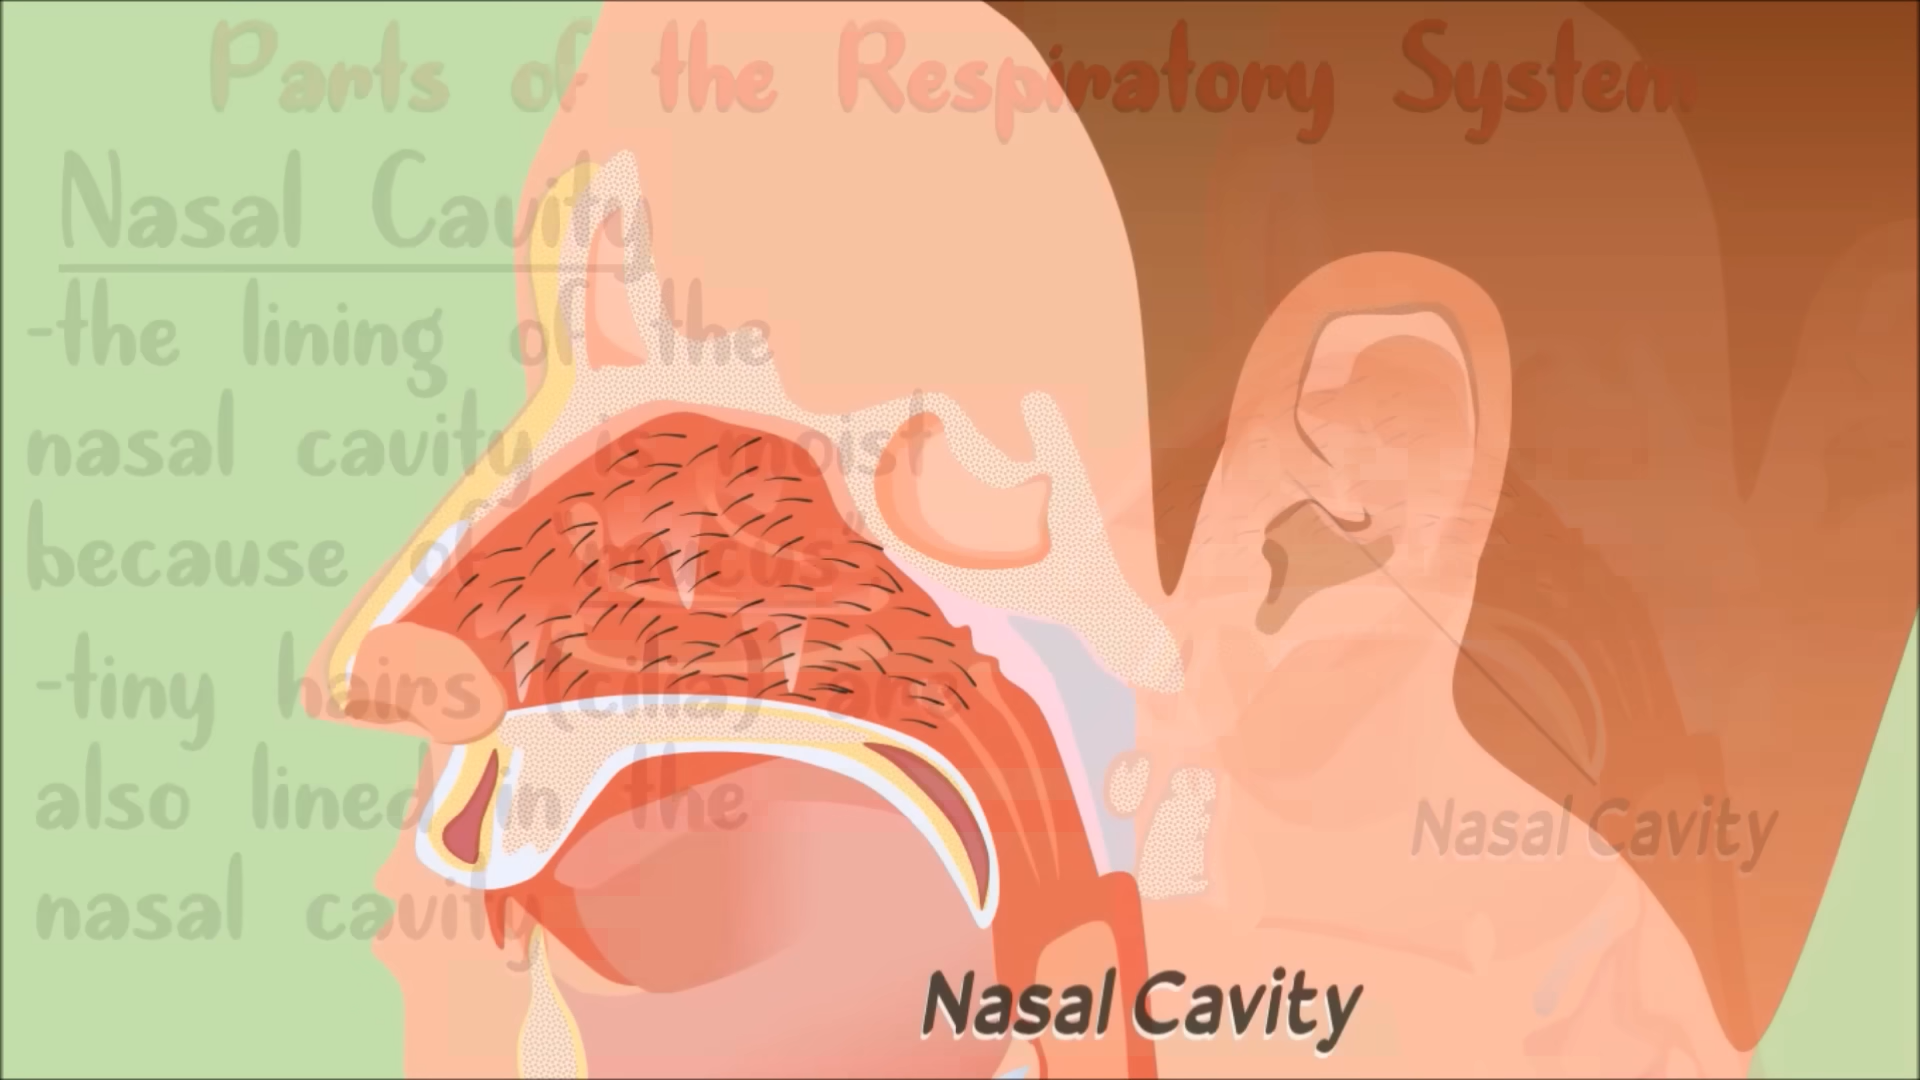 Parts of the Respiratory System
Nasal Cavity
-the lining of the
nasal cavity is moist
because of "mucus".
-tiny hairs (cilia) are
also lined in the
nasal cavity
Nasal Cavity
Nasal Cavity